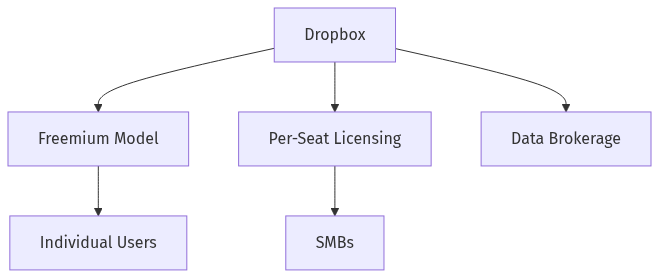 Dropbox
Freemium Model
Per-Seat Licensing
Data Brokerage
Individual Users
SMBs